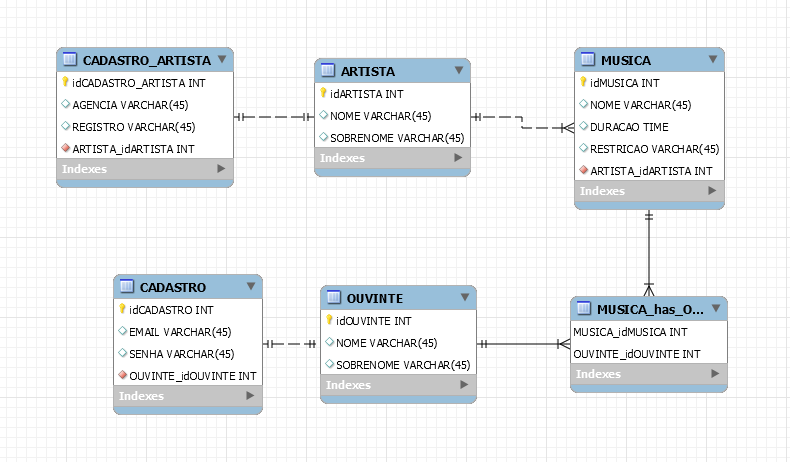 CADASTRO_ARTISTA
idCADASTRO_ARTISTA INT
AGENCIA VARCHAR(45)
REGISTRO VARCHAR(45)
ARTISTA_idARTISTA INT
Indexes
ARTISTA
idARTISTA INT
NOME VARCHAR(45)
SOBRENOME VARCHAR(45)
Indexes
MUSICA
idMUSICA INT
NOME VARCHAR(45)
DURACAO TIME
RESTRICAO VARCHAR(45)
ARTISTA_idARTISTA INT
Indexes
CADASTRO
idCADASTRO INT
EMAIL VARCHAR(45)
SENHA VARCHAR(45)
OUVINTE_idOUVINTE INT
Indexes
OUVINTE
idOUVINTE INT
NOME VARCHAR(45)
SOBRENOME VARCHAR(45)
Indexes
MUSICA_has_O...
MUSICA_idMUSICA INT
OUVINTE_idOUVINTE INT
Indexes